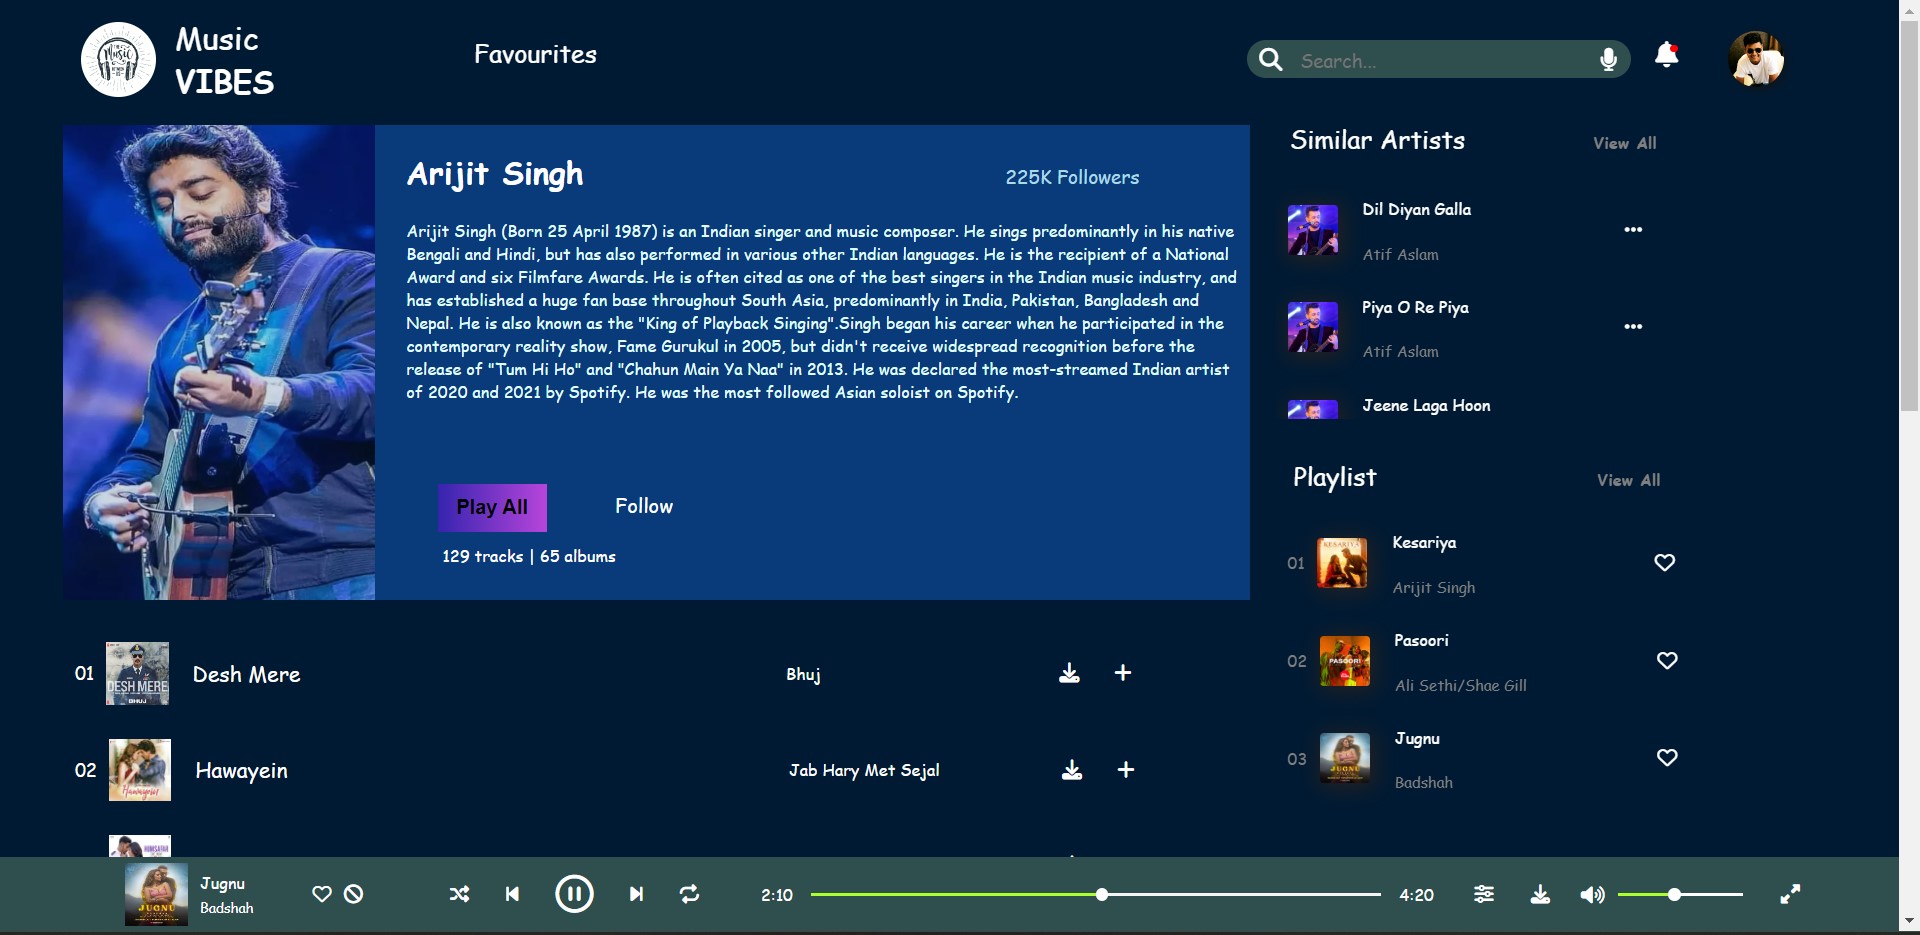 Music
Music
VIBES
Favourites
Search...
Arijit Singh
225K Followers
Arijit Singh (Born 25 April 1987) is an Indian singer and music composer. He sings predominantly in his native
Bengali and Hindi, but has also performed in various other Indian languages. He is the recipient of a National
Award and six Filmfare Awards. He is often cited as one of the best singers in the Indian music industry, and
has established a huge fan base throughout South Asia, predominantly in India, Pakistan, Bangladesh and
Nepal. He is also known as the "King of Playback Singing".Singh began his career when he participated in the
contemporary reality show, Fame Gurukul in 2005, but didn't receive widespread recognition before the
release of "Tum Hi Ho" and "Chahun Main Ya Naa" in 2013. He was declared the most-streamed Indian artist
of 2020 and 2021 by Spotify. He was the most followed Asian soloist on Spotify.
Play All
Follow
129 tracks | 65 albums
Similar Artists
View All
Dil Diyan Galla
Atif Aslam
Piya O Re Piya
Atif Aslam
Jeene Laga Hoon
Playlist
View All
01
KESARIYA
Kesariya
Arijit Singh
02
PASOORI
Pasoori
Ali Sethi/Shae Gill
03
JUGNU
Jugnu
Badshah
01
DESH MERE
BHUJ
Desh Mere
Bhuj
02
Hawayein
Hawayein
Jab Hary Met Sejal
HUMSAFAR
JUGNU
Jugnu
Badshah
2:10
4:20